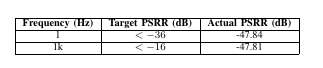 Frequency (Hz) Target PSRR (dB) Actual PSRR (dB)
1 < −36 -47.84
1k < −16 -47.81